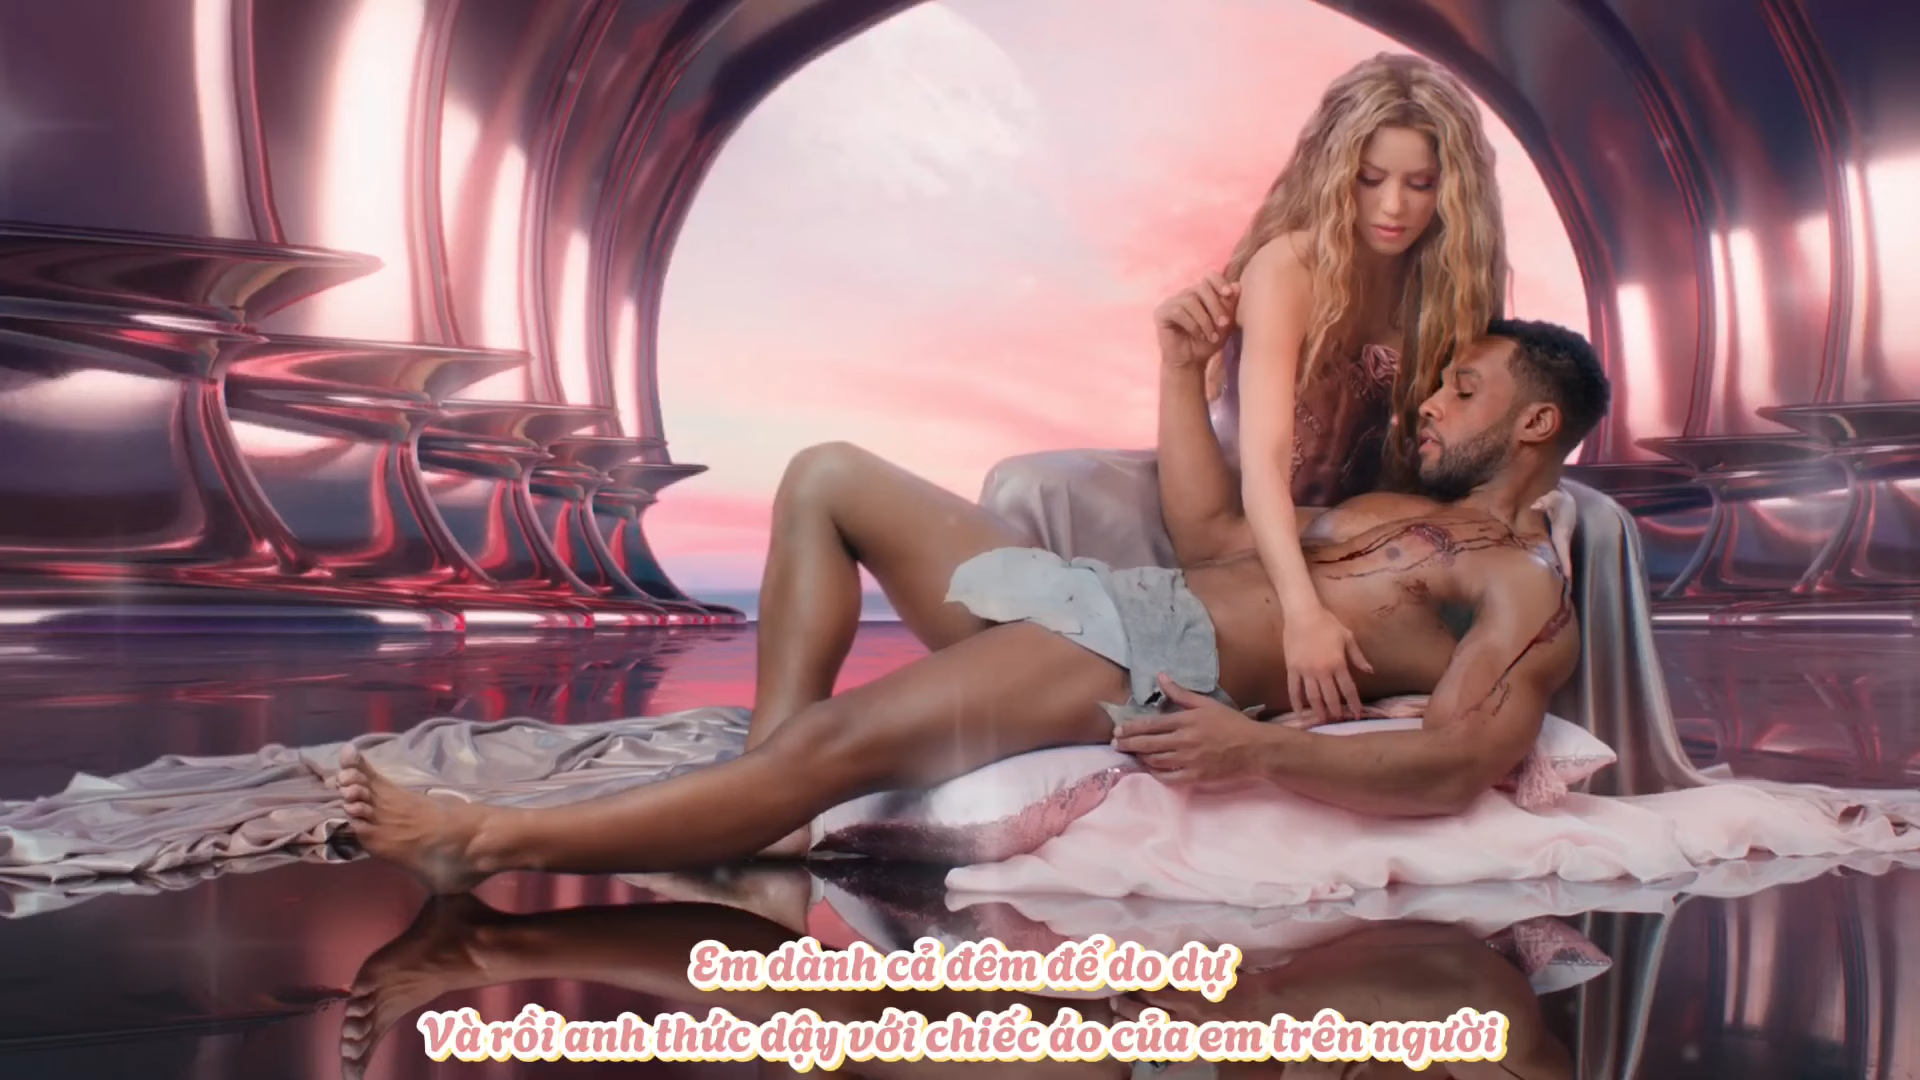 Em dành cả đêm để do dự
Và rồi anh thức dậy với chiếc áo của em trên người